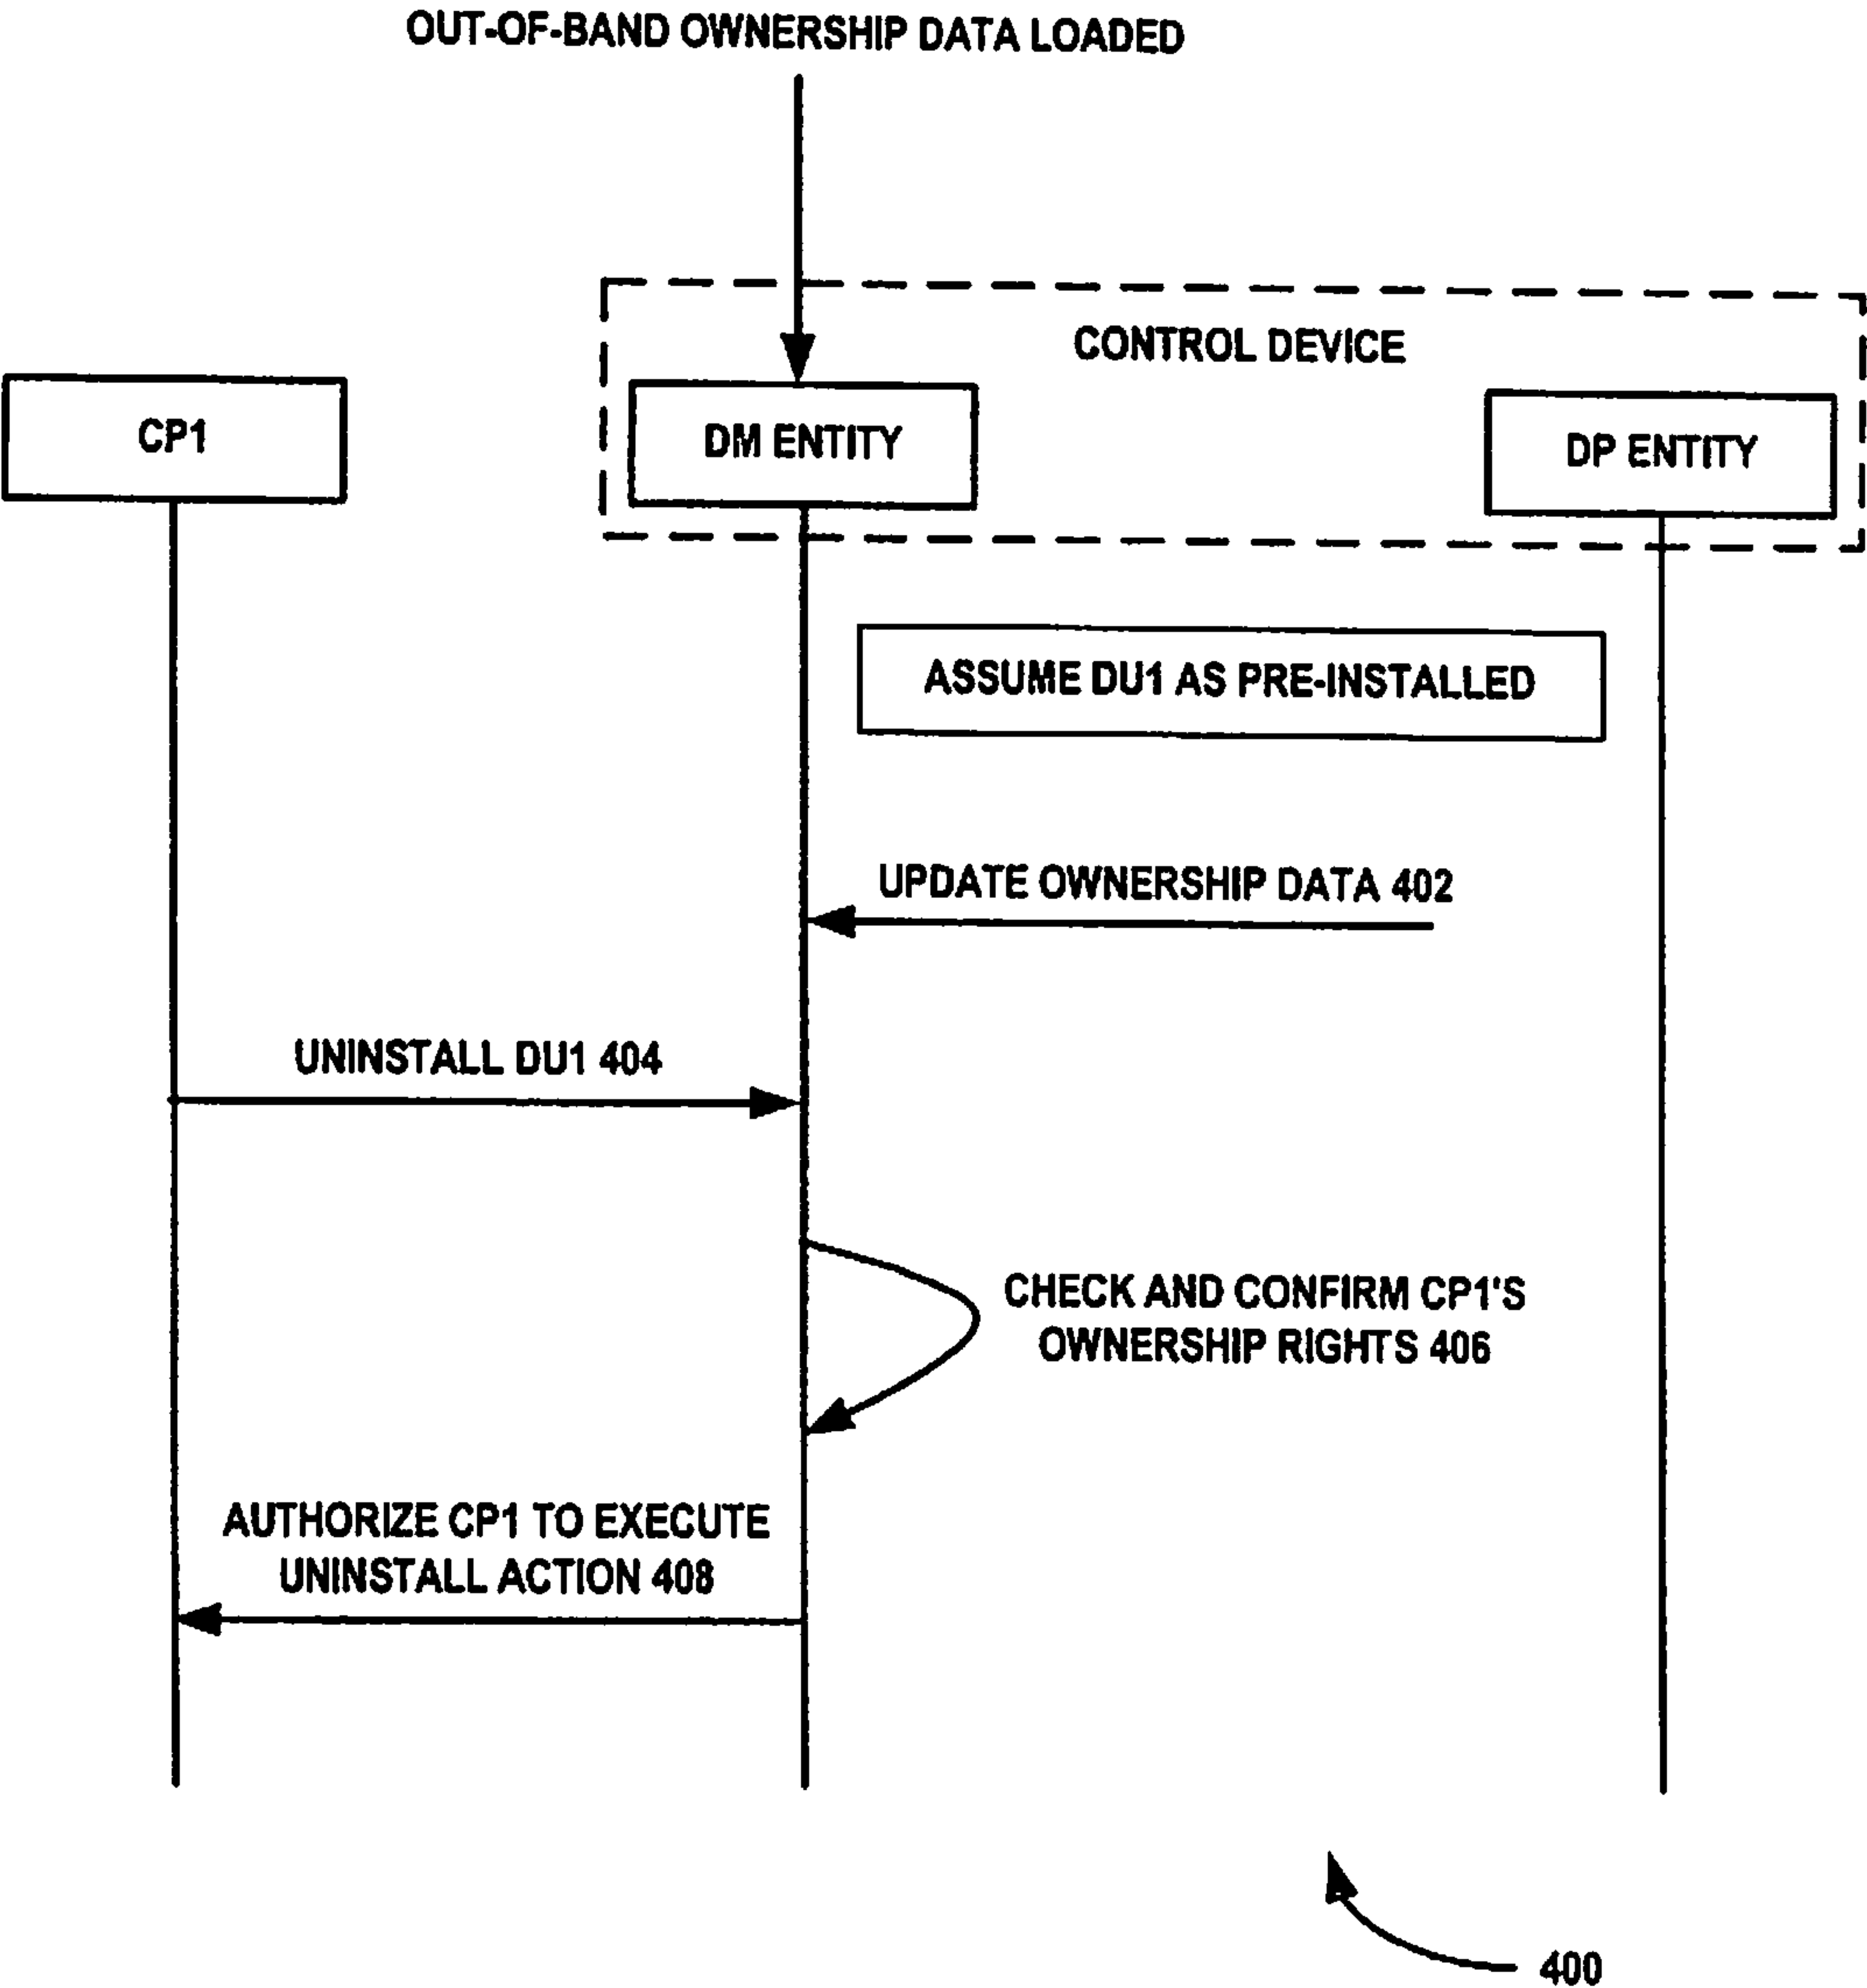 OUT-OF-BAND OWNERSHIP DATA LOADED
CONTROL DEVICE
CP1
DM ENTITY
DP ENTITY
ASSUME DU1 AS PRE-INSTALLED
UPDATE OWNERSHIP DATA 402
UNINSTALL DU1 404
CHECK AND CONFIRM CP1'S
OWNERSHIP RIGHTS 406
AUTHORIZE CP1 TO EXECUTE
UNINSTALL ACTION 408
400